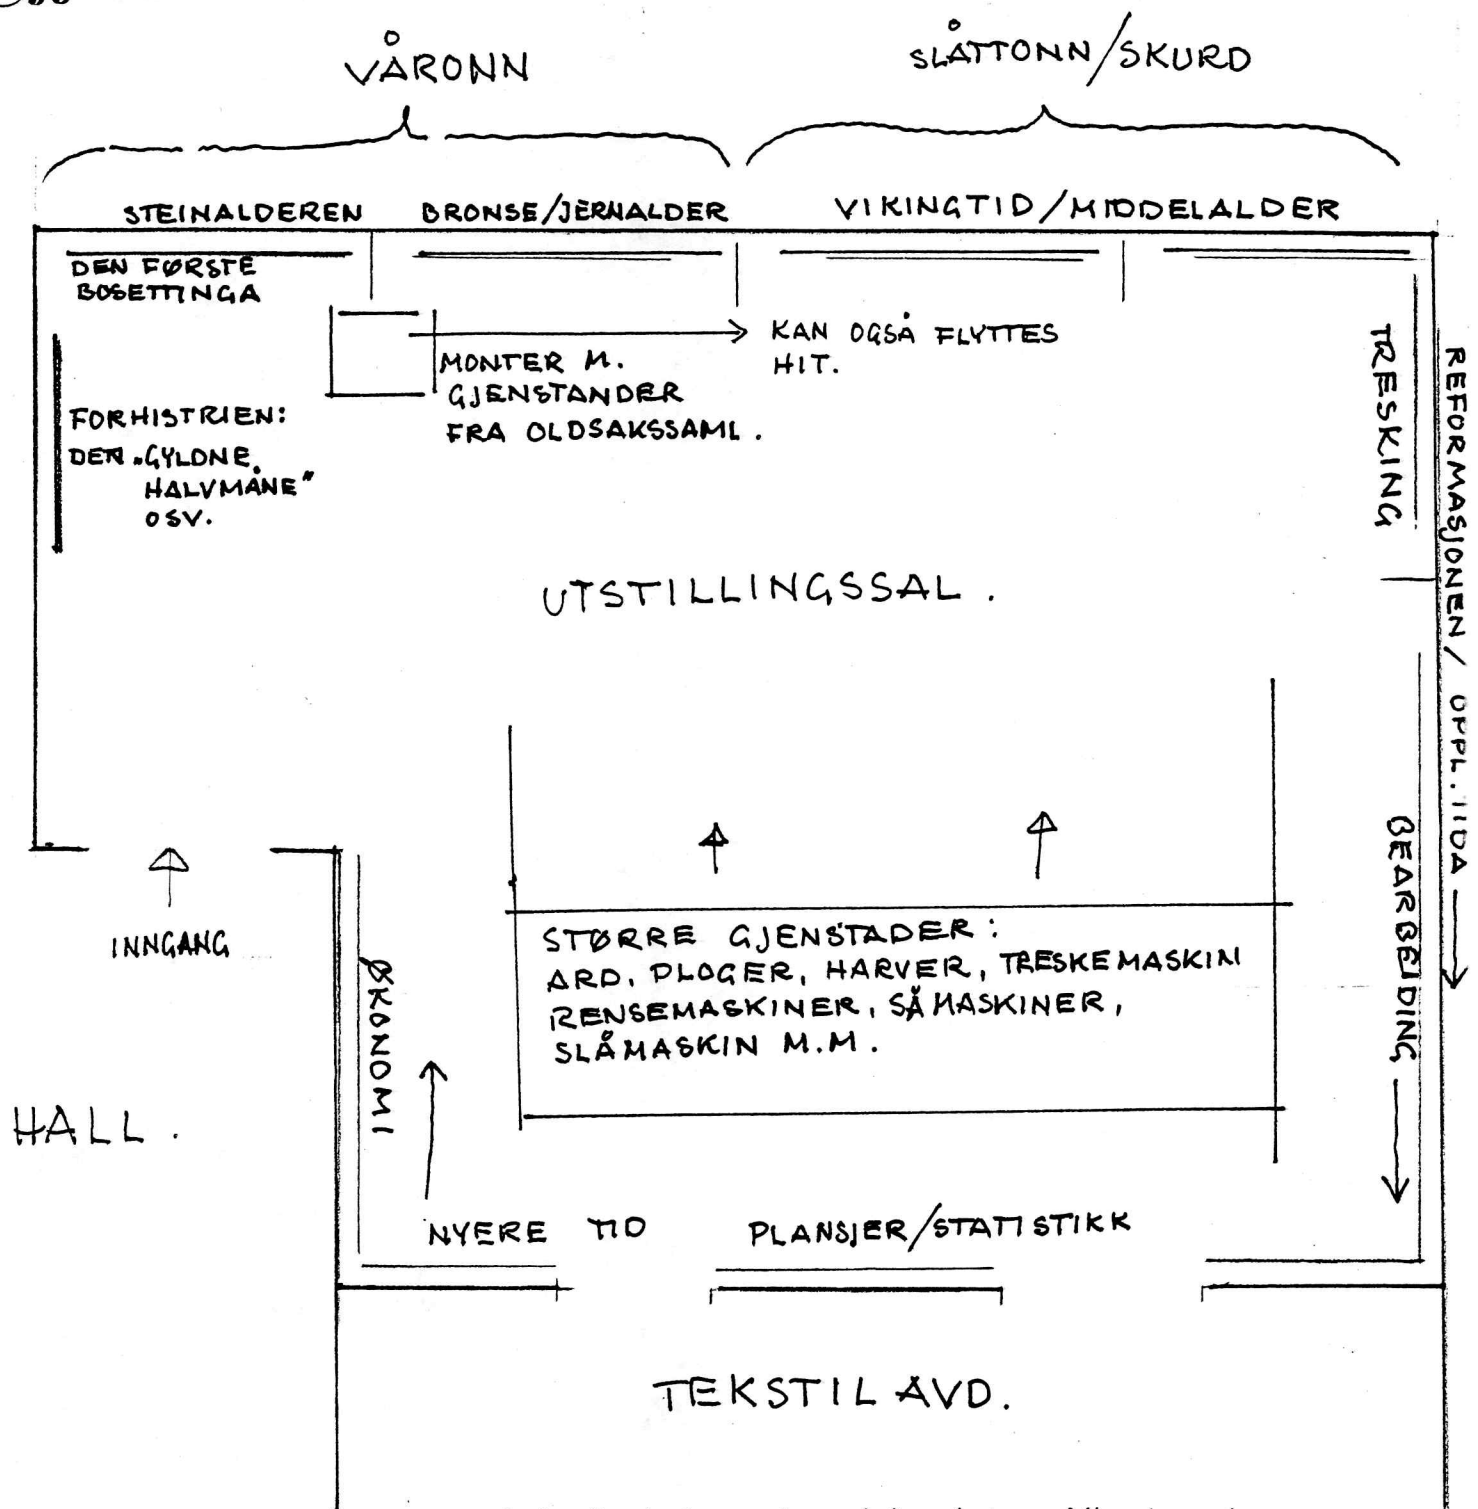 VÅRONN
SLÅTTONN/SKURD
STEINALDEREN
BRONSE/JERNALDER
VIKINGTID/MIDDELALDER
DEN FØRSTE
BOSETTINGA
KAN OGSÅ FLYTTES
HIT.
MONTER M.
GJENSTANDER
FRA OLDSAKSSAML.
FORHISTRIEN:
DEN „GYLDNE
HALVMÅNE"
OSV.
TRESKING
REFORMASJONEN/ OPPL. TIDA
UTSTILLINGSSAL.
BEARBEIDING
INNGANG
STØRRE GJENSTADER:
ARD, PLOGER, HARVER, TRESKEMASKIN
RENSEMASKINER, SÅMASKINER,
SLÅMASKIN M.M.
ØKONOMI
HALL.
NYERE TID
PLANSJER/STATISTIKK
TEKSTIL AVD.